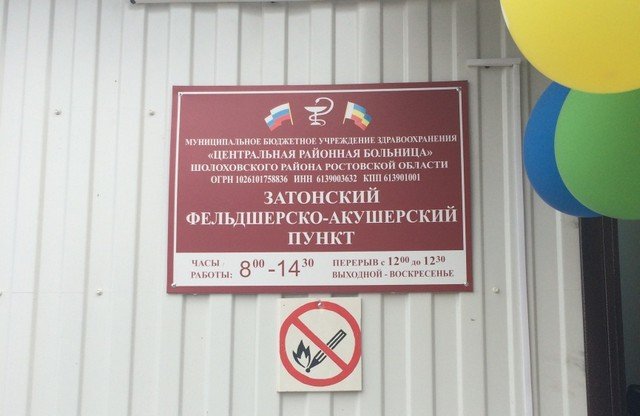 МУНИЦИПАЛЬНОЕ БЮДЖЕТНОЕ УЧРЕЖДЕНИЕ ЗДРАВООХРАНЕНИЯ
«ЦЕНТРАЛЬНАЯ РАЙОННАЯ БОЛЬНИЦА»
ШОЛОХОВСКОГО РАЙОНА РОСТОВСКОЙ ОБЛАСТИ
ОГРН 1026101758836 ИНН 6139003632 КПП 613901001
ЗАТОНСКИЙ
ФЕЛЬДШЕРСКО-АКУШЕРСКИЙ
ПУНКТ
ЧАСЫ
РАБОТЫ: 8⁰⁰ -14³⁰
ПЕРЕРЫВ с 12⁰⁰ до 12³⁰
ВЫХОДНОЙ - ВОСКРЕСЕНЬЕ